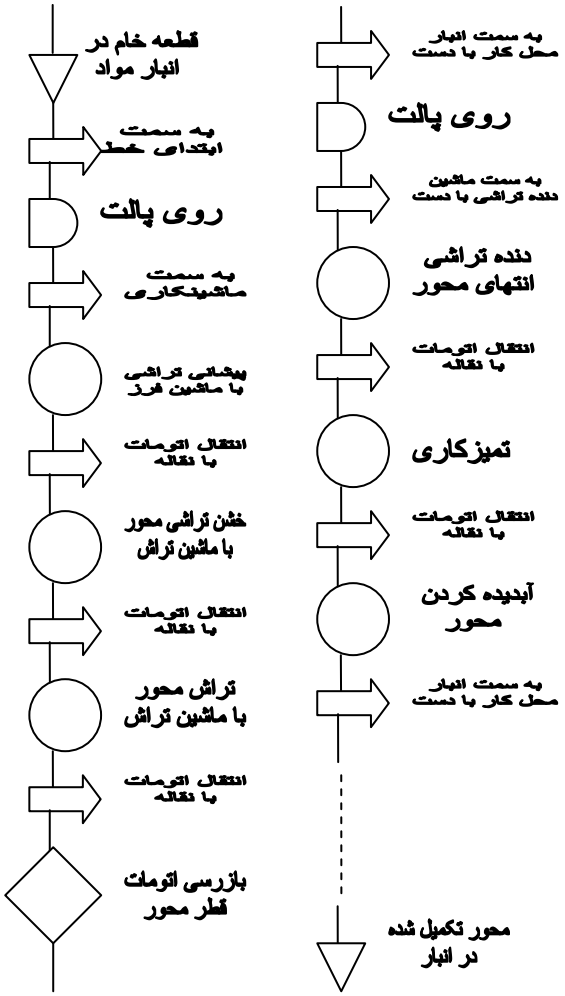 قطعه خام در
انبار مواد
به سمت
ابتدای خط
روی پالت
به سمت
ماشینکاری
پیشانی تراشی
با ماشین فرز
انتقال اتومات
با نقاله
خشن تراشی محور
با ماشین تراش
انتقال اتومات
با نقاله
تراش محور
با ماشین تراش
انتقال اتومات
با نقاله
بازرسی اتومات
قطر محور
به سمت انبار
محل کار با دست
روی پالت
به سمت ماشین
دنده تراشی با دست
دنده تراشی
انتهای محور
انتقال اتومات
با نقاله
تمیزکاری
انتقال اتومات
با نقاله
آبدیده کردن
محور
به سمت انبار
محل کار با دست
محور تکمیل شده
در انبار